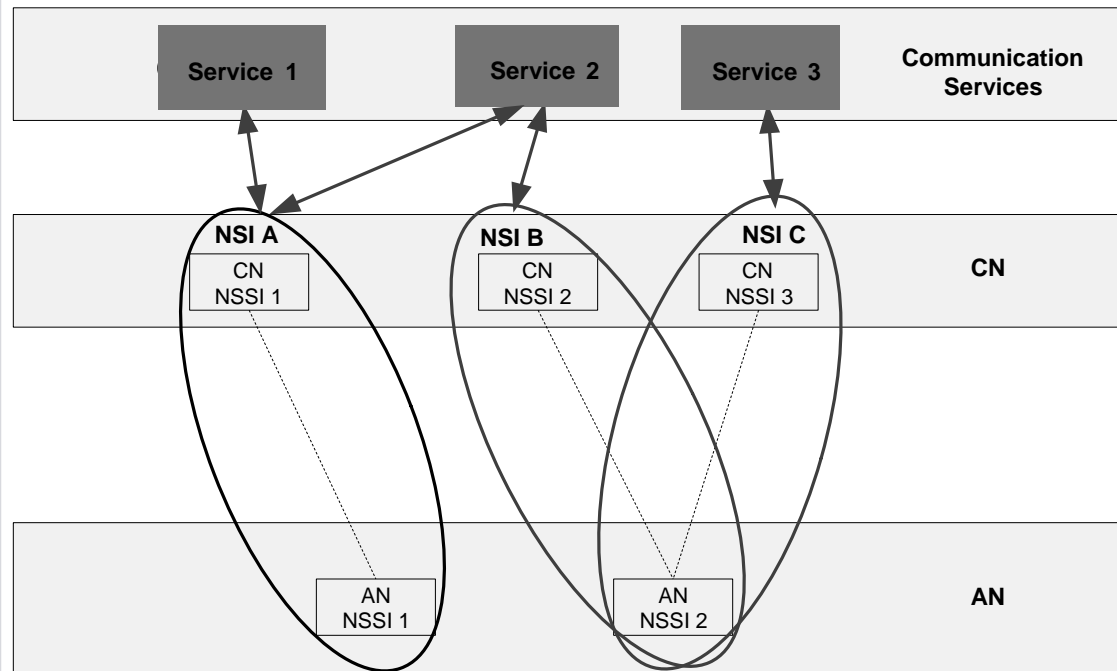 Service 1
Service 2
Service 3
Communication
Services
NSI A
NSI B
NSI C
CN
NSSI 1
CN
NSSI 2
CN
NSSI 3
CN
AN
NSSI 1
AN
NSSI 2
AN